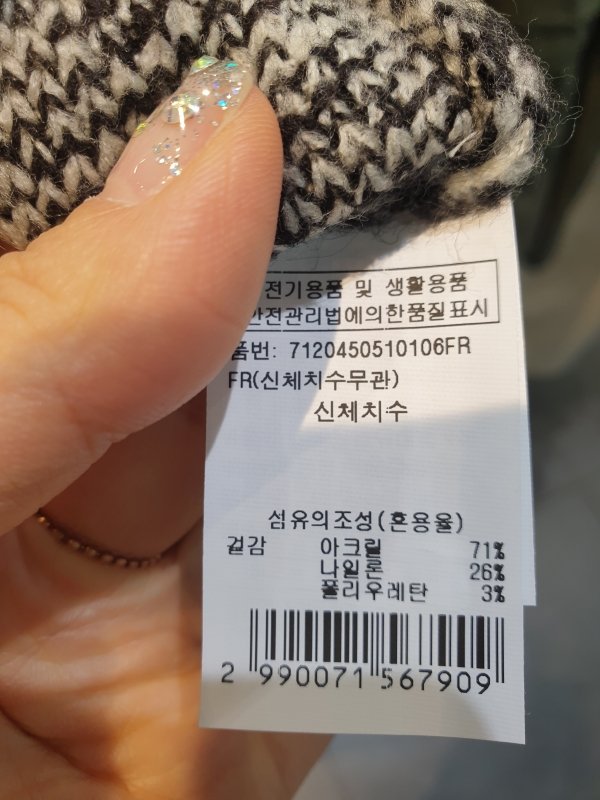 전기용품 및 생활용품
안전관리법에의한품질표시
품번: 7120450510106FR
FR(신체치수무관)
신체치수
섬유의조성(혼용율)
겉감 아크릴 71%
나일론 26%
폴리우레탄 3%
2 990071 567909